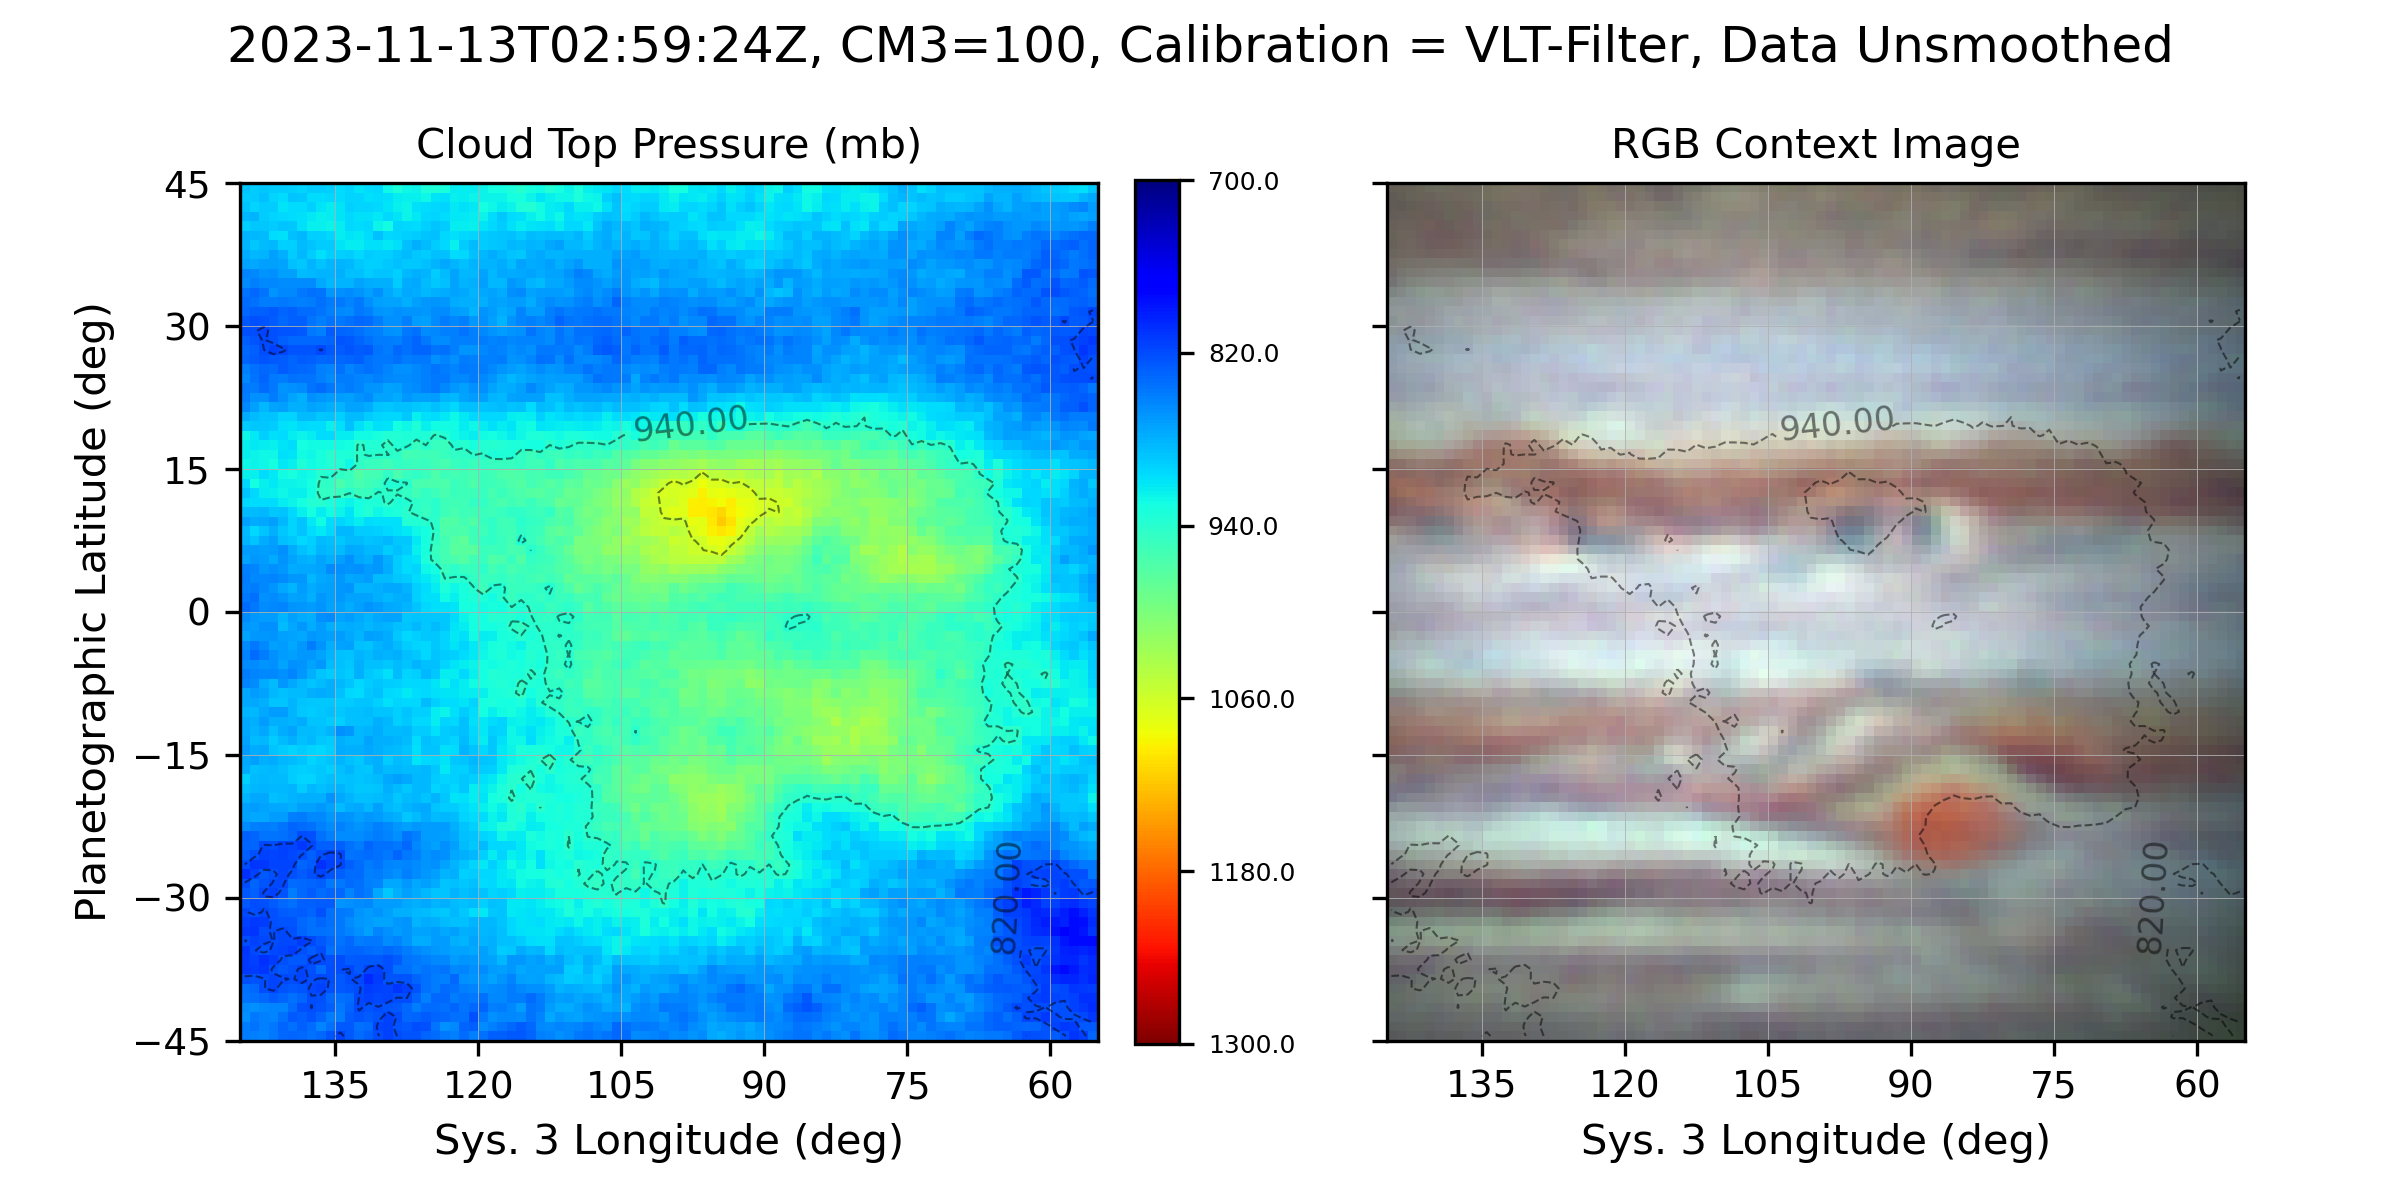 2023-11-13T02:59:24Z, CM3=100, Calibration = VLT-Filter, Data Unsmoothed
Cloud Top Pressure (mb)
45
30
15
0
−15
−30
−45
Planetographic Latitude (deg)
940.00
820.00
135 120 105 90 75 60
Sys. 3 Longitude (deg)
700.0
820.0
940.0
1060.0
1180.0
1300.0
RGB Context Image
940.00
820.00
135 120 105 90 75 60
Sys. 3 Longitude (deg)